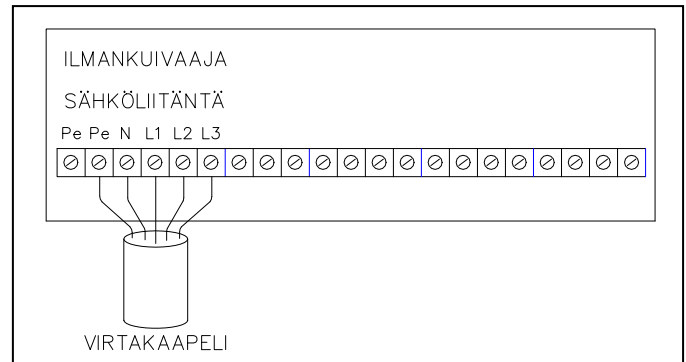 ILMANKUIVAAJA
SÄHKÖLIITÄNTÄ
Pe Pe N L1 L2 L3
VIRTAKAAPELI